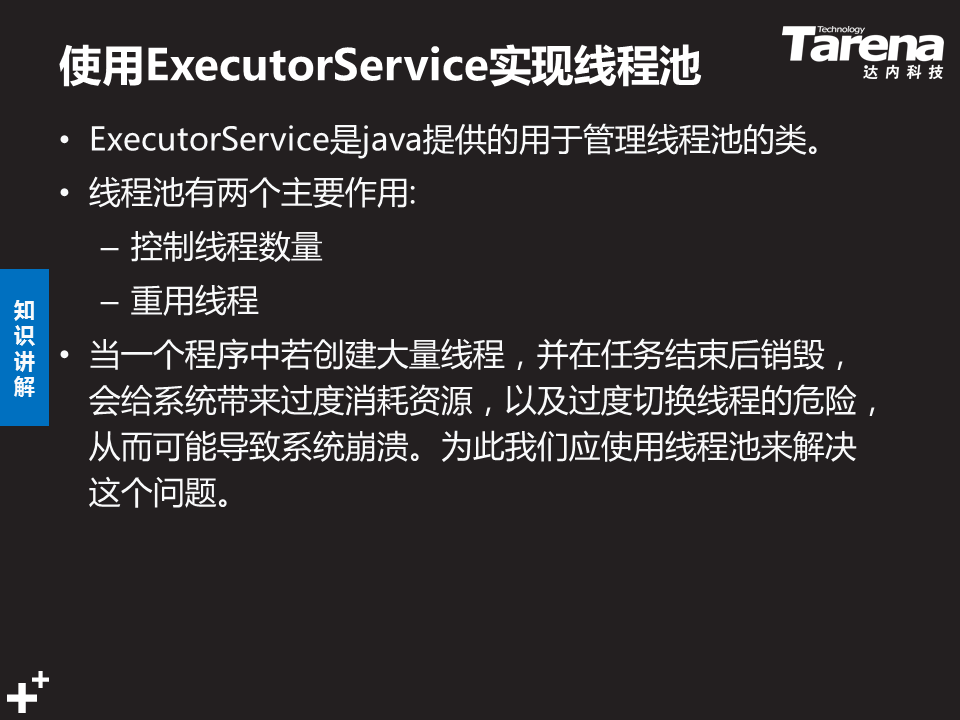 使用ExecutorService实现线程池
Technology
Tarena
达内科技
• ExecutorService是java提供的用于管理线程池的类。
• 线程池有两个主要作用:
– 控制线程数量
– 重用线程
知识讲解
• 当一个程序中若创建大量线程，并在任务结束后销毁，
会给系统带来过度消耗资源，以及过度切换线程的危险，
从而可能导致系统崩溃。为此我们应使用线程池来解决
这个问题。